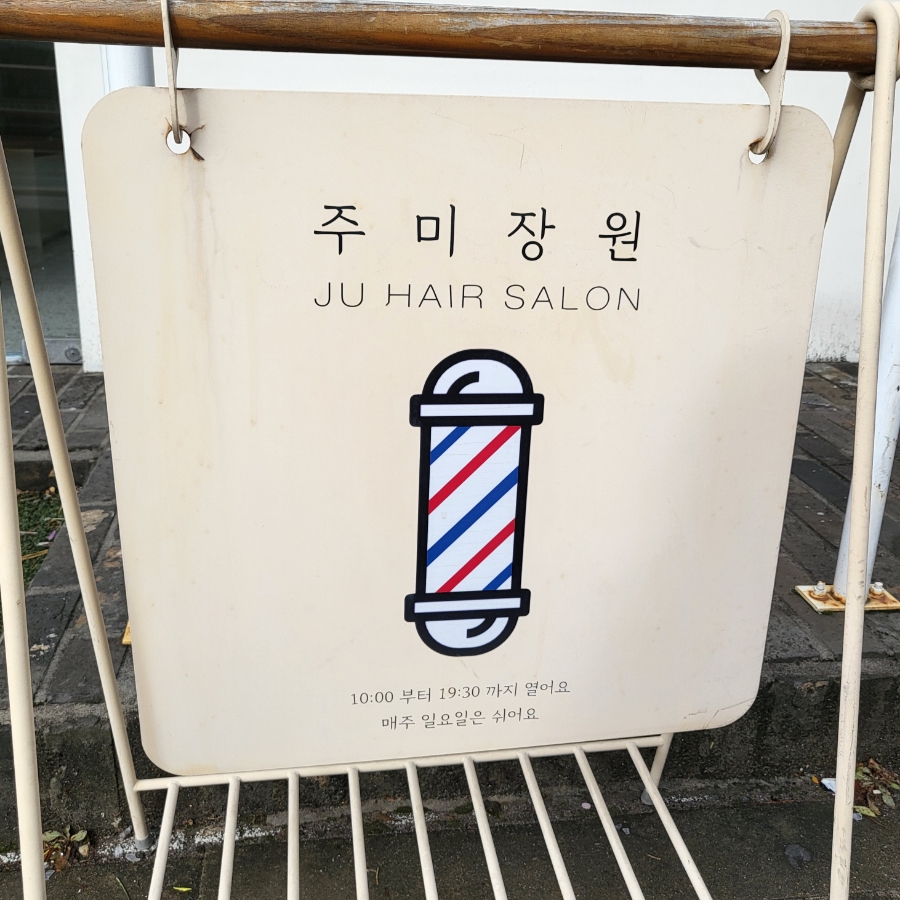 주 미 장 원
JU HAIR SALON
10:00 부터 19:30 까지 열어요
매주 일요일은 쉬어요